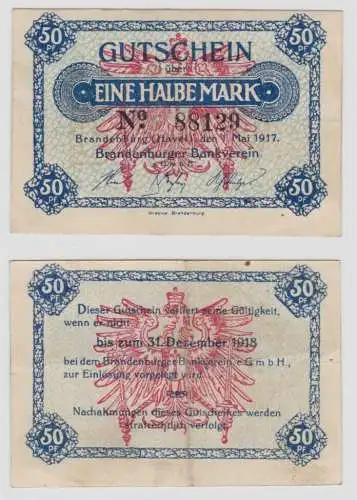 50 PF
50 PF
GUTSCHEIN
über
EINE HALBE MARK.
No. 88129
Brandenburg (Havel), den 1. Mai 1917.
Brandenburger Bankverein
50 PF
50 PF
50 PF
50 PF
Dieser Gutschein verliert seine Gültigkeit,
wenn er nicht
bis zum 31. Dezember 1918
bei dem Brandenburger Bankverein e.G m b H.,
zur Einlösung vorgelegt wird.
Nachahmungen dieses Gutscheines werden
strafrechtlich verfolgt.
50 PF
50 PF